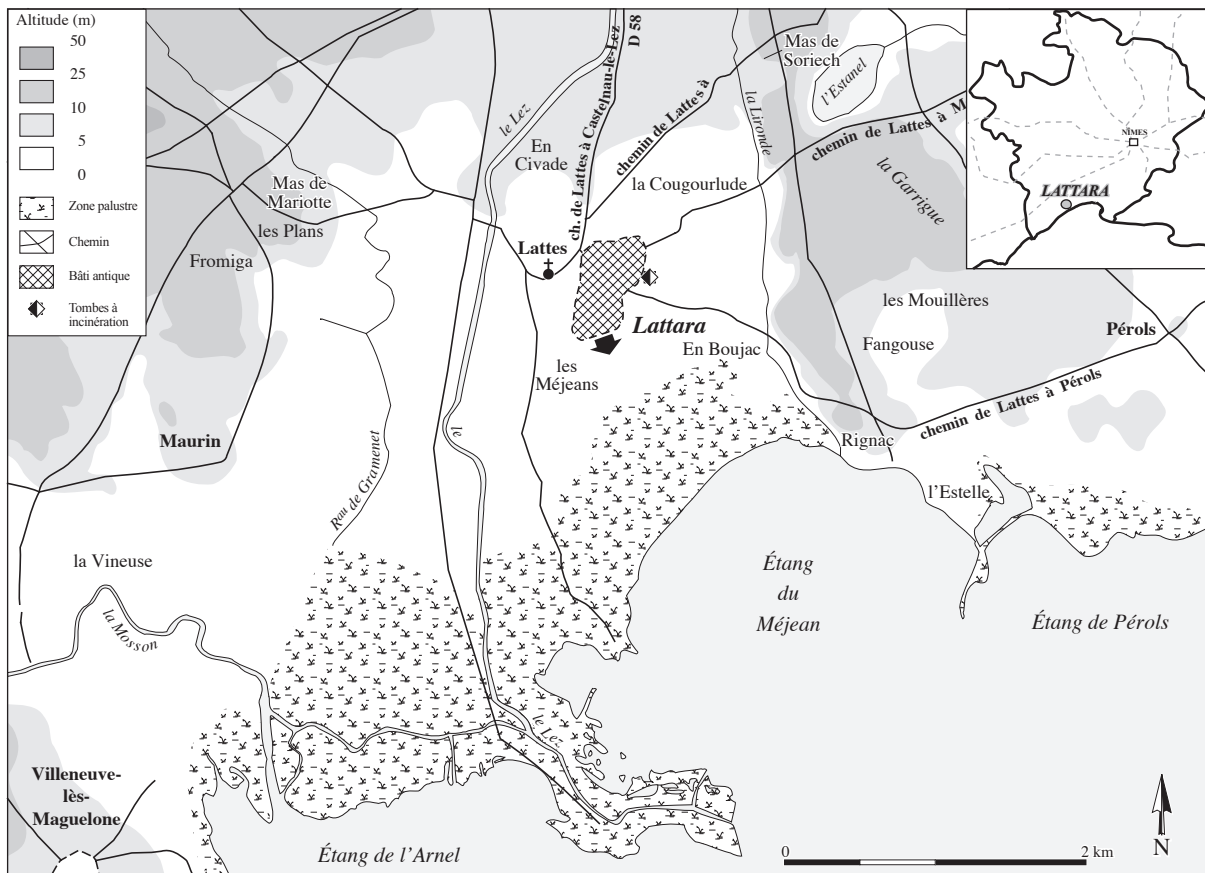 Altitude (m)
50
25
10
5
0
Zone palustre
Chemin
Bâti antique
Tombes à
incinération
le Lez
ch. de Lattes à Castelnau-le-Lez
D 58
chemin de Lattes à
Mas de
Soriech
l'Estanel
la Lironde
chemin de Lattes à M
la Garrigue
NÎMES
LATTARA
En
Civade
la Cougourlude
Mas de
Mariotte
les Plans
Fromiga
Lattes
Lattara
les Mouillères
Pérols
En Boujac
Fangouse
les
Méjeans
chemin de Lattes à Pérols
Maurin
le
Rignac
Rau de Gramenet
l'Estelle
la Vineuse
la Mosson
Étang
du
Méjean
Étang de Pérols
le Lez
Villeneuve-
lès-
Maguelone
Étang de l'Arnel
0
2 km
N